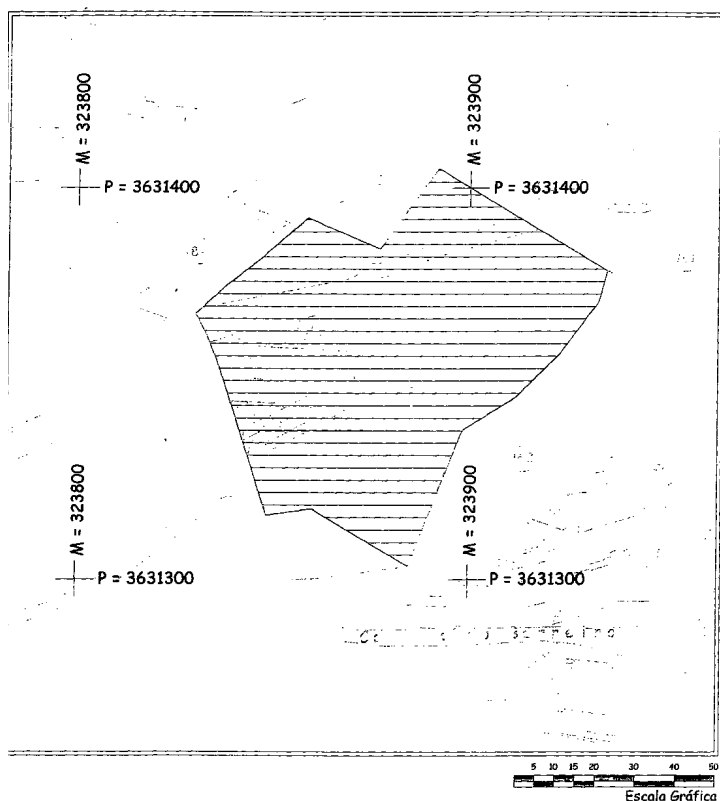 M = 323800
M = 323900
P = 3631400
P = 3631400
M = 323800
M = 323900
P = 3631300
P = 3631300
5 10 15 20 30 40 50
Escala Gráfica